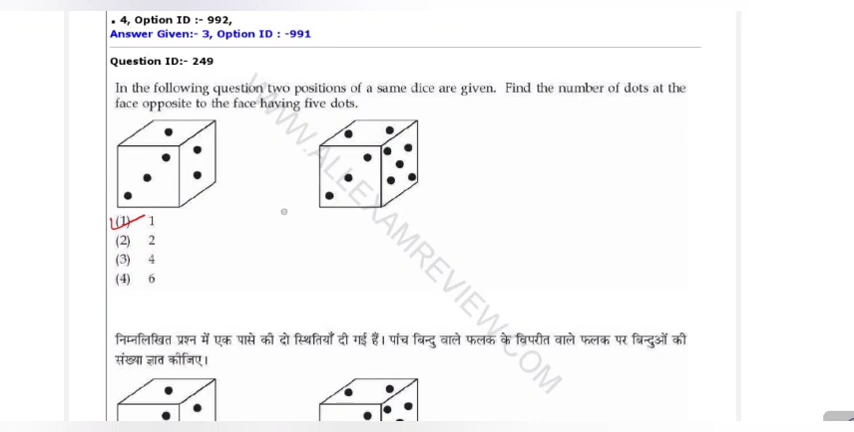 . 4, Option ID :- 992,
Answer Given:- 3, Option ID : -991
Question ID:- 249
In the following question two positions of a same dice are given. Find the number of dots at the
face opposite to the face having five dots.
WWW.ALLEXAMREVIEW.COM
(1) 1
(2) 2
(3) 4
(4) 6
निम्नलिखित प्रश्न में एक पासे की दो स्थितियाँ दी गई हैं। पांच बिन्दु वाले फलक के विपरीत वाले फलक पर बिन्दुओं की
संख्या ज्ञात कीजिए।